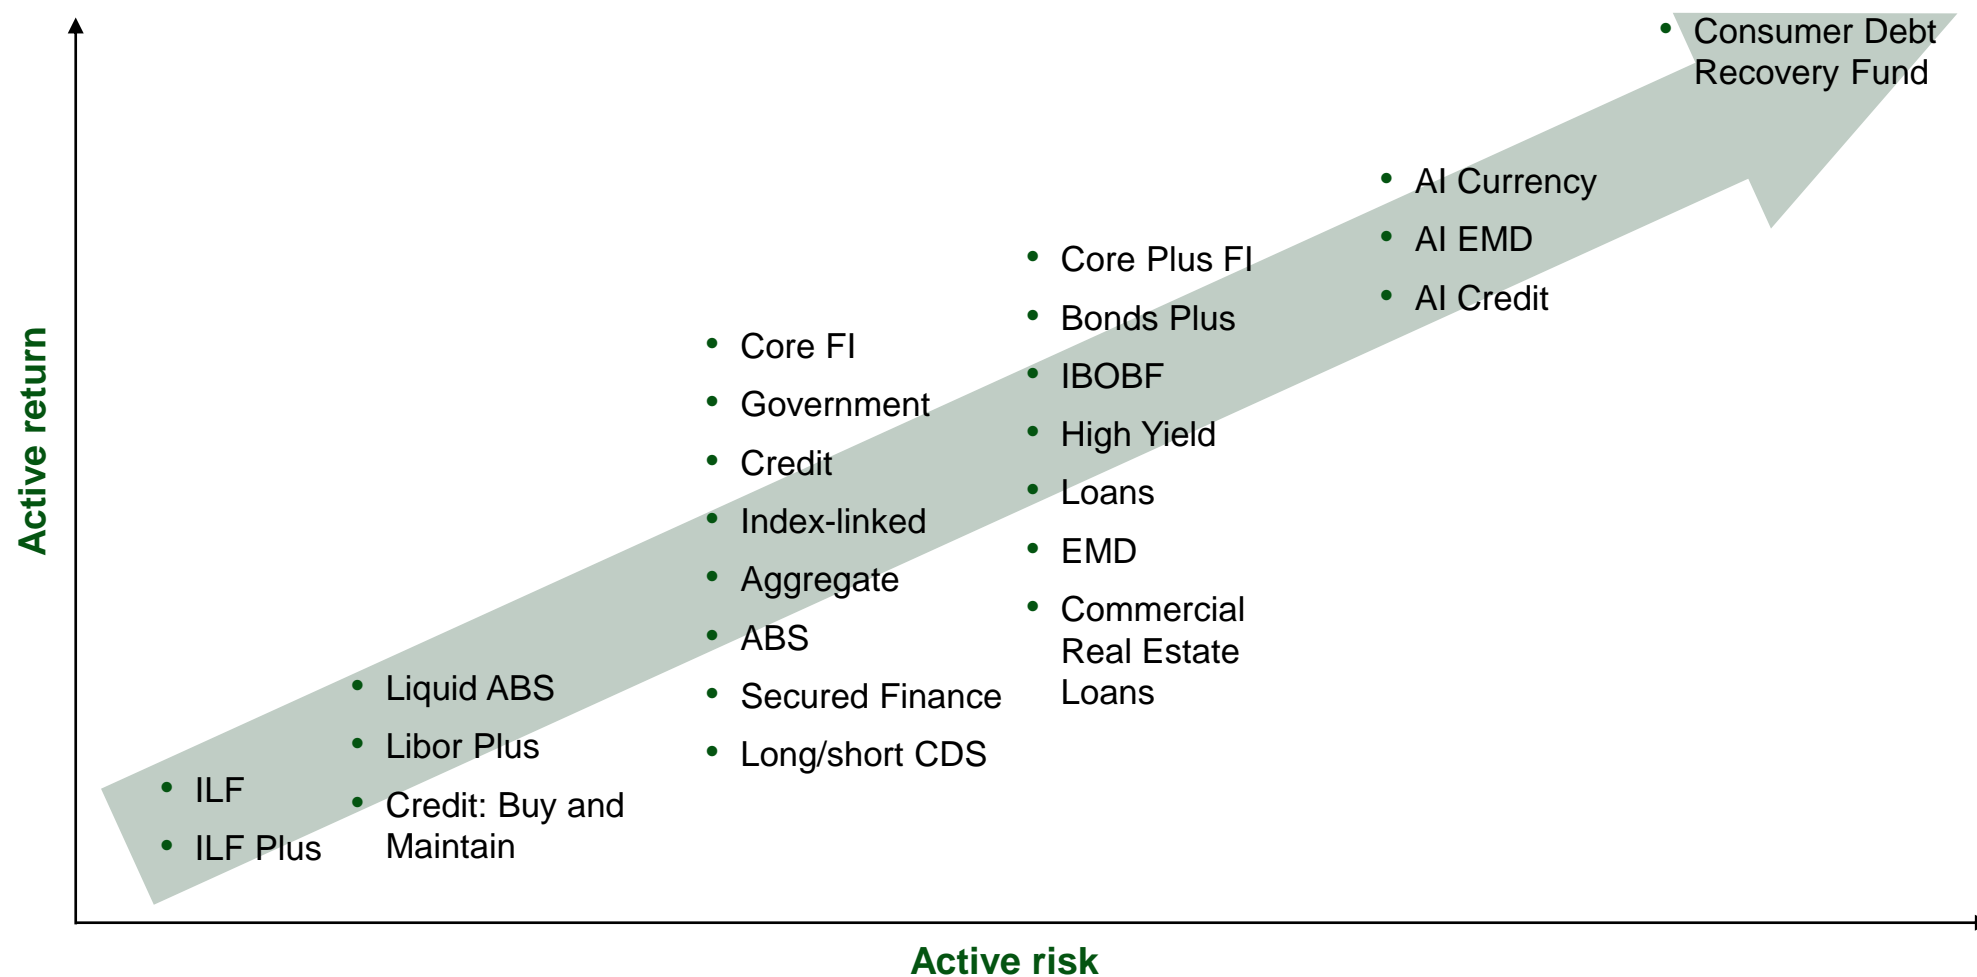 Active return
ILF
ILF Plus
Liquid ABS
Libor Plus
Credit: Buy and
Maintain
Core FI
Government
Credit
Index-linked
Aggregate
ABS
Secured Finance
Long/short CDS
Core Plus FI
Bonds Plus
IBOBF
High Yield
Loans
EMD
Commercial
Real Estate
Loans
AI Currency
AI EMD
AI Credit
Consumer Debt
Recovery Fund
Active risk